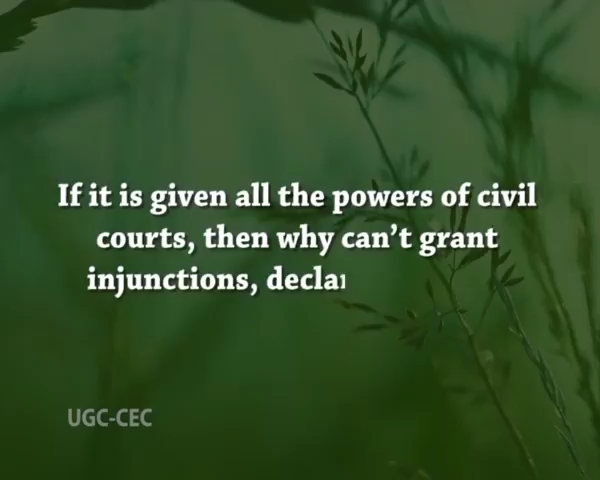 If it is given all the powers of civil
courts, then why can't grant
injunctions,
UGC-CEC